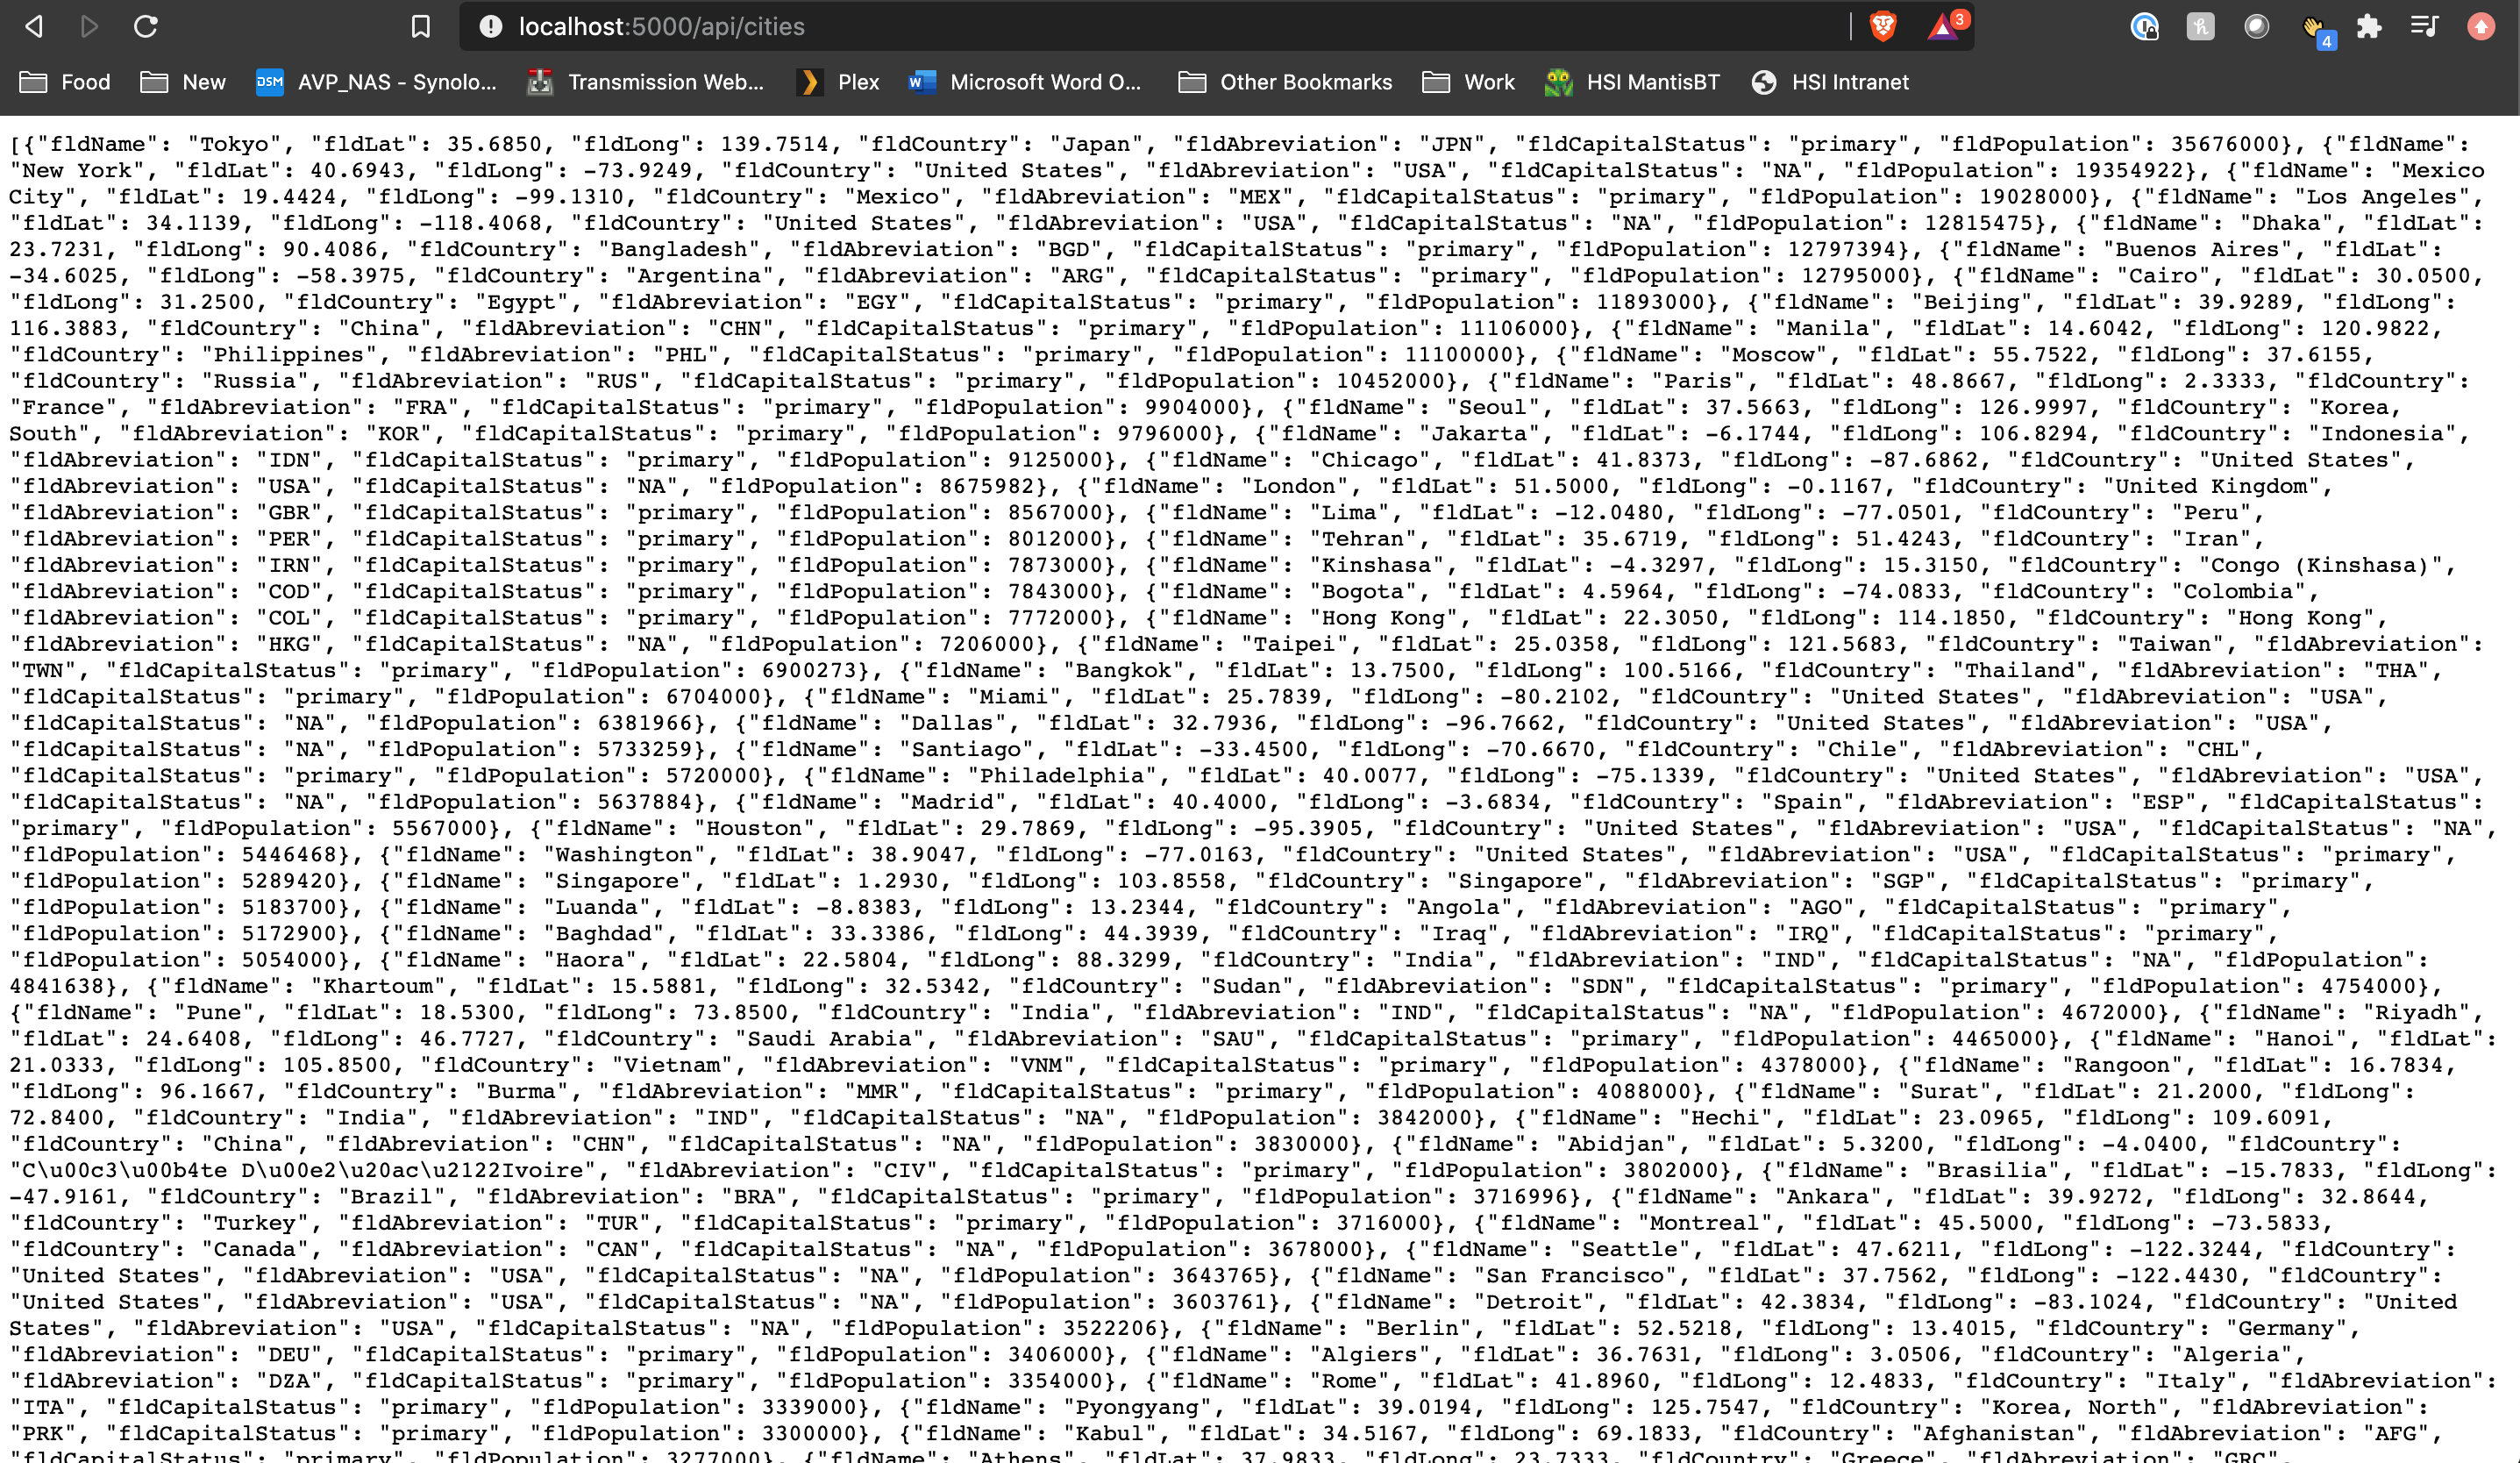 localhost:5000/api/cities
3
4
Food New DSM AVP_NAS - Synolo... Transmission Web... Plex W Microsoft Word O... Other Bookmarks Work HSI MantisBT HSI Intranet
[{"fldName": "Tokyo", "fldLat": 35.6850, "fldLong": 139.7514, "fldCountry": "Japan", "fldAbreviation": "JPN", "fldCapitalStatus": "primary", "fldPopulation": 35676000}, {"fldName":
"New York", "fldLat": 40.6943, "fldLong": -73.9249, "fldCountry": "United States", "fldAbreviation": "USA", "fldCapitalStatus": "NA", "fldPopulation": 19354922}, {"fldName": "Mexico
City", "fldLat": 19.4424, "fldLong": -99.1310, "fldCountry": "Mexico", "fldAbreviation": "MEX", "fldCapitalStatus": "primary", "fldPopulation": 19028000}, {"fldName": "Los Angeles",
"fldLat": 34.1139, "fldLong": -118.4068, "fldCountry": "United States", "fldAbreviation": "USA", "fldCapitalStatus": "NA", "fldPopulation": 12815475}, {"fldName": "Dhaka", "fldLat":
23.7231, "fldLong": 90.4086, "fldCountry": "Bangladesh", "fldAbreviation": "BGD", "fldCapitalStatus": "primary", "fldPopulation": 12797394}, {"fldName": "Buenos Aires", "fldLat":
-34.6025, "fldLong": -58.3975, "fldCountry": "Argentina", "fldAbreviation": "ARG", "fldCapitalStatus": "primary", "fldPopulation": 12795000}, {"fldName": "Cairo", "fldLat": 30.0500,
"fldLong": 31.2500, "fldCountry": "Egypt", "fldAbreviation": "EGY", "fldCapitalStatus": "primary", "fldPopulation": 11893000}, {"fldName": "Beijing", "fldLat": 39.9289, "fldLong":
116.3883, "fldCountry": "China", "fldAbreviation": "CHN", "fldCapitalStatus": "primary", "fldPopulation": 11106000}, {"fldName": "Manila", "fldLat": 14.6042, "fldLong": 120.9822,
"fldCountry": "Philippines", "fldAbreviation": "PHL", "fldCapitalStatus": "primary", "fldPopulation": 11100000}, {"fldName": "Moscow", "fldLat": 55.7522, "fldLong": 37.6155,
"fldCountry": "Russia", "fldAbreviation": "RUS", "fldCapitalStatus": "primary", "fldPopulation": 10452000}, {"fldName": "Paris", "fldLat": 48.8667, "fldLong": 2.3333, "fldCountry":
"France", "fldAbreviation": "FRA", "fldCapitalStatus": "primary", "fldPopulation": 9904000}, {"fldName": "Seoul", "fldLat": 37.5663, "fldLong": 126.9997, "fldCountry": "Korea,
South", "fldAbreviation": "KOR", "fldCapitalStatus": "primary", "fldPopulation": 9796000}, {"fldName": "Jakarta", "fldLat": -6.1744, "fldLong": 106.8294, "fldCountry": "Indonesia",
"fldAbreviation": "IDN", "fldCapitalStatus": "primary", "fldPopulation": 9125000}, {"fldName": "Chicago", "fldLat": 41.8373, "fldLong": -87.6862, "fldCountry": "United States",
"fldAbreviation": "USA", "fldCapitalStatus": "NA", "fldPopulation": 8675982}, {"fldName": "London", "fldLat": 51.5000, "fldLong": -0.1167, "fldCountry": "United Kingdom",
"fldAbreviation": "GBR", "fldCapitalStatus": "primary", "fldPopulation": 8567000}, {"fldName": "Lima", "fldLat": -12.0480, "fldLong": -77.0501, "fldCountry": "Peru",
"fldAbreviation": "PER", "fldCapitalStatus": "primary", "fldPopulation": 8012000}, {"fldName": "Tehran", "fldLat": 35.6719, "fldLong": 51.4243, "fldCountry": "Iran",
"fldAbreviation": "IRN", "fldCapitalStatus": "primary", "fldPopulation": 7873000}, {"fldName": "Kinshasa", "fldLat": -4.3297, "fldLong": 15.3150, "fldCountry": "Congo (Kinshasa)",
"fldAbreviation": "COD", "fldCapitalStatus": "primary", "fldPopulation": 7843000}, {"fldName": "Bogota", "fldLat": 4.5964, "fldLong": -74.0833, "fldCountry": "Colombia",
"fldAbreviation": "COL", "fldCapitalStatus": "primary", "fldPopulation": 7772000}, {"fldName": "Hong Kong", "fldLat": 22.3050, "fldLong": 114.1850, "fldCountry": "Hong Kong",
"fldAbreviation": "HKG", "fldCapitalStatus": "NA", "fldPopulation": 7206000}, {"fldName": "Taipei", "fldLat": 25.0358, "fldLong": 121.5683, "fldCountry": "Taiwan", "fldAbreviation":
"TWN", "fldCapitalStatus": "primary", "fldPopulation": 6900273}, {"fldName": "Bangkok", "fldLat": 13.7500, "fldLong": 100.5166, "fldCountry": "Thailand", "fldAbreviation": "THA",
"fldCapitalStatus": "primary", "fldPopulation": 6704000}, {"fldName": "Miami", "fldLat": 25.7839, "fldLong": -80.2102, "fldCountry": "United States", "fldAbreviation": "USA",
"fldCapitalStatus": "NA", "fldPopulation": 6381966}, {"fldName": "Dallas", "fldLat": 32.7936, "fldLong": -96.7662, "fldCountry": "United States", "fldAbreviation": "USA",
"fldCapitalStatus": "NA", "fldPopulation": 5733259}, {"fldName": "Santiago", "fldLat": -33.4500, "fldLong": -70.6670, "fldCountry": "Chile", "fldAbreviation": "CHL",
"fldCapitalStatus": "primary", "fldPopulation": 5720000}, {"fldName": "Philadelphia", "fldLat": 40.0077, "fldLong": -75.1339, "fldCountry": "United States", "fldAbreviation": "USA",
"fldCapitalStatus": "NA", "fldPopulation": 5637884}, {"fldName": "Madrid", "fldLat": 40.4000, "fldLong": -3.6834, "fldCountry": "Spain", "fldAbreviation": "ESP", "fldCapitalStatus":
"primary", "fldPopulation": 5567000}, {"fldName": "Houston", "fldLat": 29.7869, "fldLong": -95.3905, "fldCountry": "United States", "fldAbreviation": "USA", "fldCapitalStatus": "NA",
"fldPopulation": 5446468}, {"fldName": "Washington", "fldLat": 38.9047, "fldLong": -77.0163, "fldCountry": "United States", "fldAbreviation": "USA", "fldCapitalStatus": "primary",
"fldPopulation": 5289420}, {"fldName": "Singapore", "fldLat": 1.2930, "fldLong": 103.8558, "fldCountry": "Singapore", "fldAbreviation": "SGP", "fldCapitalStatus": "primary",
"fldPopulation": 5183700}, {"fldName": "Luanda", "fldLat": -8.8383, "fldLong": 13.2344, "fldCountry": "Angola", "fldAbreviation": "AGO", "fldCapitalStatus": "primary",
"fldPopulation": 5172900}, {"fldName": "Baghdad", "fldLat": 33.3386, "fldLong": 44.3939, "fldCountry": "Iraq", "fldAbreviation": "IRQ", "fldCapitalStatus": "primary",
"fldPopulation": 5054000}, {"fldName": "Haora", "fldLat": 22.5804, "fldLong": 88.3299, "fldCountry": "India", "fldAbreviation": "IND", "fldCapitalStatus": "NA", "fldPopulation":
4841638}, {"fldName": "Khartoum", "fldLat": 15.5881, "fldLong": 32.5342, "fldCountry": "Sudan", "fldAbreviation": "SDN", "fldCapitalStatus": "primary", "fldPopulation": 4754000},
{"fldName": "Pune", "fldLat": 18.5300, "fldLong": 73.8500, "fldCountry": "India", "fldAbreviation": "IND", "fldCapitalStatus": "NA", "fldPopulation": 4672000}, {"fldName": "Riyadh",
"fldLat": 24.6408, "fldLong": 46.7727, "fldCountry": "Saudi Arabia", "fldAbreviation": "SAU", "fldCapitalStatus": "primary", "fldPopulation": 4465000}, {"fldName": "Hanoi", "fldLat":
21.0333, "fldLong": 105.8500, "fldCountry": "Vietnam", "fldAbreviation": "VNM", "fldCapitalStatus": "primary", "fldPopulation": 4378000}, {"fldName": "Rangoon", "fldLat": 16.7834,
"fldLong": 96.1667, "fldCountry": "Burma", "fldAbreviation": "MMR", "fldCapitalStatus": "primary", "fldPopulation": 4088000}, {"fldName": "Surat", "fldLat": 21.2000, "fldLong":
72.8400, "fldCountry": "India", "fldAbreviation": "IND", "fldCapitalStatus": "NA", "fldPopulation": 3842000}, {"fldName": "Hechi", "fldLat": 23.0965, "fldLong": 109.6091,
"fldCountry": "China", "fldAbreviation": "CHN", "fldCapitalStatus": "NA", "fldPopulation": 3830000}, {"fldName": "Abidjan", "fldLat": 5.3200, "fldLong": -4.0400, "fldCountry":
"C\u00c3\u00b4te D\u00e2\u20ac\u2122Ivoire", "fldAbreviation": "CIV", "fldCapitalStatus": "primary", "fldPopulation": 3802000}, {"fldName": "Brasilia", "fldLat": -15.7833, "fldLong":
-47.9161, "fldCountry": "Brazil", "fldAbreviation": "BRA", "fldCapitalStatus": "primary", "fldPopulation": 3716996}, {"fldName": "Ankara", "fldLat": 39.9272, "fldLong": 32.8644,
"fldCountry": "Turkey", "fldAbreviation": "TUR", "fldCapitalStatus": "primary", "fldPopulation": 3716000}, {"fldName": "Montreal", "fldLat": 45.5000, "fldLong": -73.5833,
"fldCountry": "Canada", "fldAbreviation": "CAN", "fldCapitalStatus": "NA", "fldPopulation": 3678000}, {"fldName": "Seattle", "fldLat": 47.6211, "fldLong": -122.3244, "fldCountry":
"United States", "fldAbreviation": "USA", "fldCapitalStatus": "NA", "fldPopulation": 3643765}, {"fldName": "San Francisco", "fldLat": 37.7562, "fldLong": -122.4430, "fldCountry":
"United States", "fldAbreviation": "USA", "fldCapitalStatus": "NA", "fldPopulation": 3603761}, {"fldName": "Detroit", "fldLat": 42.3834, "fldLong": -83.1024, "fldCountry": "United
States", "fldAbreviation": "USA", "fldCapitalStatus": "NA", "fldPopulation": 3522206}, {"fldName": "Berlin", "fldLat": 52.5218, "fldLong": 13.4015, "fldCountry": "Germany",
"fldAbreviation": "DEU", "fldCapitalStatus": "primary", "fldPopulation": 3406000}, {"fldName": "Algiers", "fldLat": 36.7631, "fldLong": 3.0506, "fldCountry": "Algeria",
"fldAbreviation": "DZA", "fldCapitalStatus": "primary", "fldPopulation": 3354000}, {"fldName": "Rome", "fldLat": 41.8960, "fldLong": 12.4833, "fldCountry": "Italy", "fldAbreviation":
"ITA", "fldCapitalStatus": "primary", "fldPopulation": 3339000}, {"fldName": "Pyongyang", "fldLat": 39.0194, "fldLong": 125.7547, "fldCountry": "Korea, North", "fldAbreviation":
"PRK", "fldCapitalStatus": "primary", "fldPopulation": 3300000}, {"fldName": "Kabul", "fldLat": 34.5167, "fldLong": 69.1833, "fldCountry": "Afghanistan", "fldAbreviation": "AFG",
"fldCapitalStatus": "primary", "fldPopulation": 3277000}, {"fldName": "Athens", "fldLat": 37.9833, "fldLong": 23.7333, "fldCountry": "Greece", "fldAbreviation": "GRC",